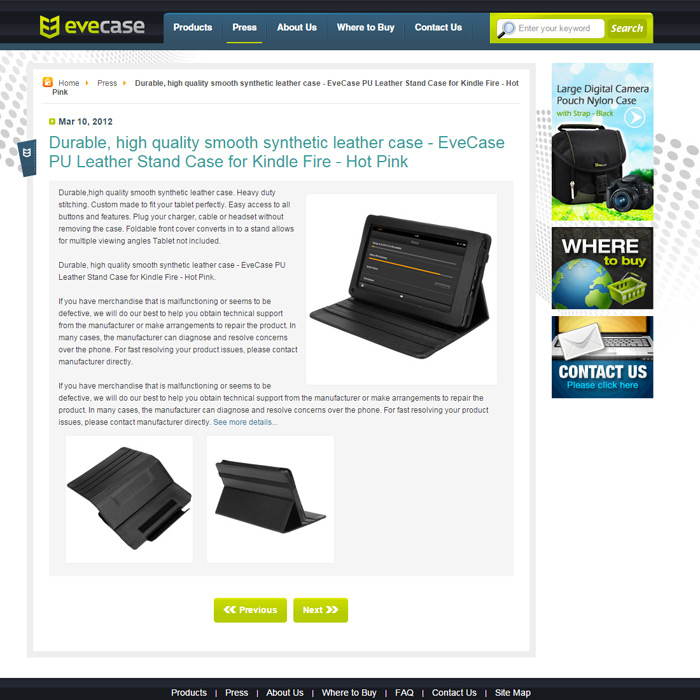 evecase
Products Press About Us Where to Buy Contact Us
Enter your keyword
Search
Home Press Durable, high quality smooth synthetic leather case - EveCase PU Leather Stand Case for Kindle Fire - Hot
Pink
Mar 10, 2012
Durable, high quality smooth synthetic leather case - EveCase
PU Leather Stand Case for Kindle Fire - Hot Pink
Durable,high quality smooth synthetic leather case. Heavy duty
stitching. Custom made to fit your tablet perfectly. Easy access to all
buttons and features. Plug your charger, cable or headset without
removing the case. Foldable front cover converts in to a stand allows
for multiple viewing angles Tablet not included.
Durable, high quality smooth synthetic leather case - EveCase PU
Leather Stand Case for Kindle Fire - Hot Pink.
If you have merchandise that is malfunctioning or seems to be
defective, we will do our best to help you obtain technical support
from the manufacturer or make arrangements to repair the product. In
many cases, the manufacturer can diagnose and resolve concerns
over the phone. For fast resolving your product issues, please contact
manufacturer directly.
If you have merchandise that is malfunctioning or seems to be
defective, we will do our best to help you obtain technical support from the manufacturer or make arrangements to repair the
product. In many cases, the manufacturer can diagnose and resolve concerns over the phone. For fast resolving your product
issues, please contact manufacturer directly. See more details...
Previous Next
Large Digital Camera
Pouch Nylon Case
with Strap - Black
WHERE
to buy
CONTACT US
Please click here
Products | Press | About Us | Where to Buy | FAQ | Contact Us | Site Map